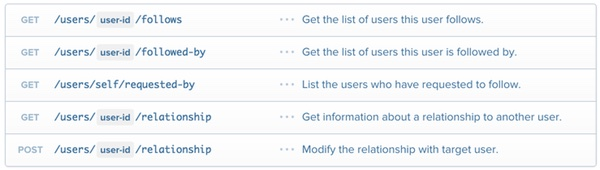 GET /users/ user-id /follows ··· Get the list of users this user follows.
GET /users/ user-id /followed-by ··· Get the list of users this user is followed by.
GET /users/self/requested-by ··· List the users who have requested to follow.
GET /users/ user-id /relationship ··· Get information about a relationship to another user.
POST /users/ user-id /relationship ··· Modify the relationship with target user.